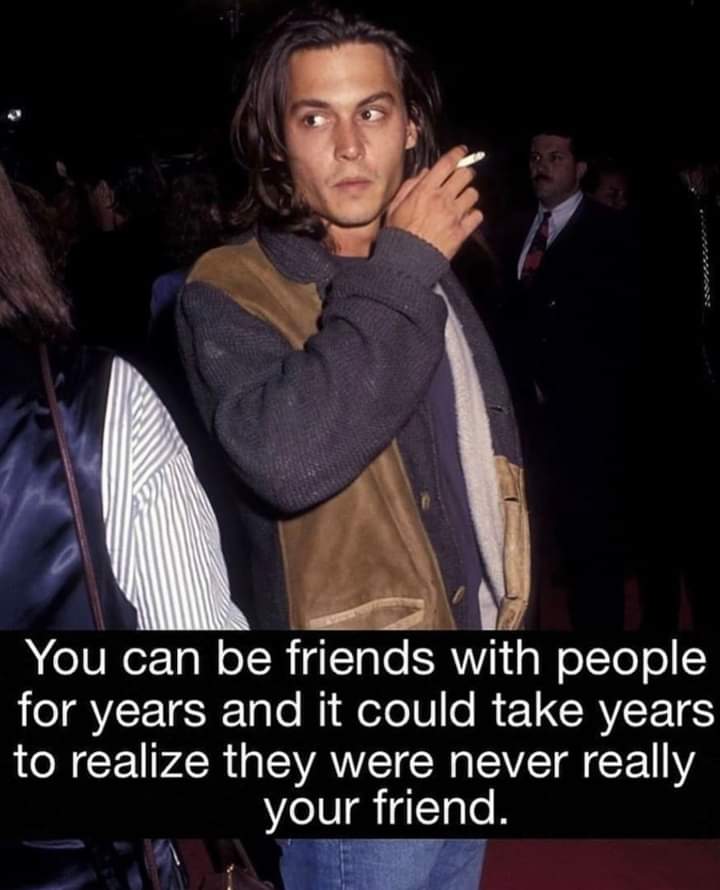 You can be friends with people
for years and it could take years
to realize they were never really
your friend.